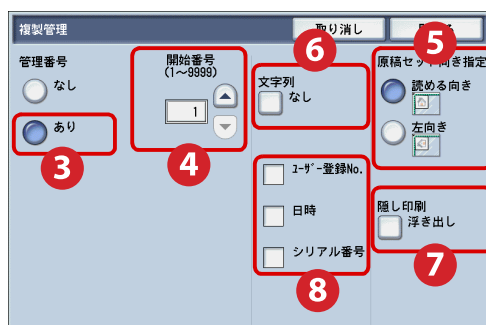 複製管理
取り消し
管理番号
なし
あり
3
開始番号
(1～9999)
1
4
6
文字列
なし
5
原稿セット向き指定
読める向き
左向き
ﾕｰｻﾞｰ登録No.
日時
シリアル番号
8
隠し印刷
浮き出し
7